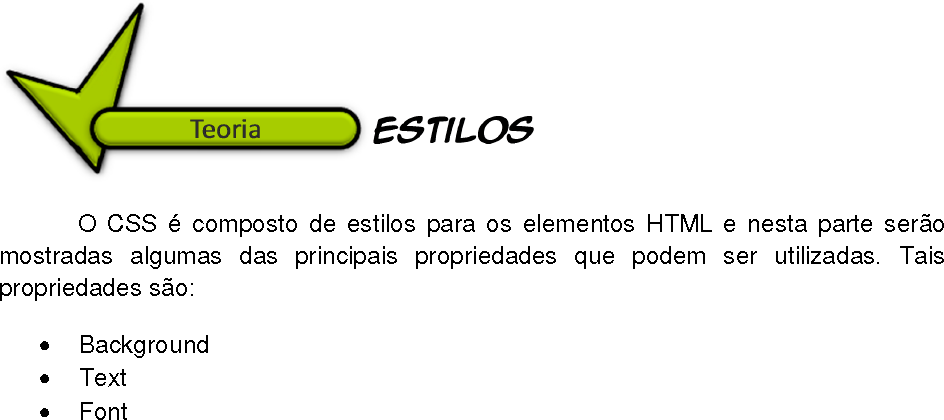 Teoria ESTILOS
O CSS é composto de estilos para os elementos HTML e nesta parte serão
mostradas algumas das principais propriedades que podem ser utilizadas. Tais
propriedades são:
• Background
• Text
• Font